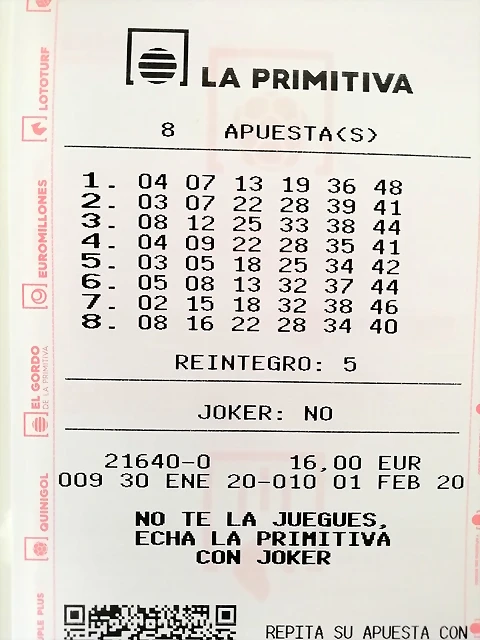 LA PRIMITIVA
8 APUESTA(S)
1. 04 07 13 19 36 48
2. 03 07 22 28 39 41
3. 08 12 25 33 38 44
4. 04 09 22 28 35 41
5. 03 05 18 25 34 42
6. 05 08 13 32 37 44
7. 02 15 18 32 38 46
8. 08 16 22 28 34 40
REINTEGRO: 5
JOKER: NO
21640-0 16,00 EUR
009 30 ENE 20-010 01 FEB 20
NO TE LA JUEGUES,
ECHA LA PRIMITIVA
CON JOKER
REPITA SU APUESTA CON
LOTOTURF
EUROMILLONES
EL GORDO
DE LA PRIMITIVA
QUINIGOL
PLE PLUS